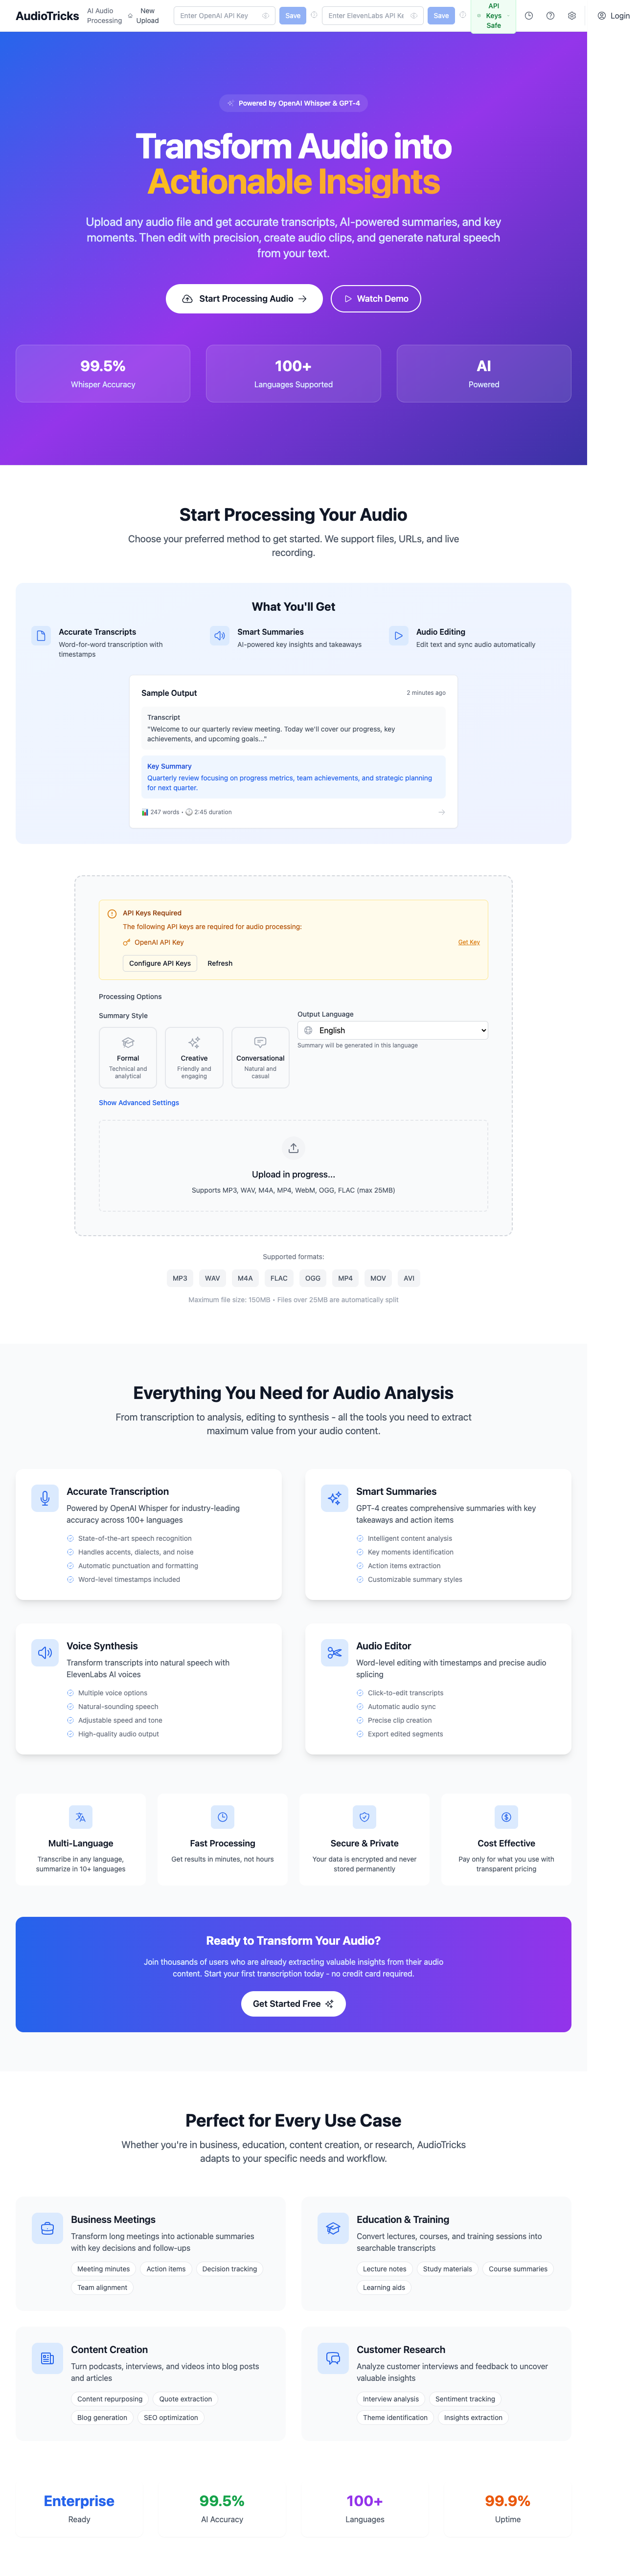 AudioTricks
AI Audio
Processing
New
Upload
Enter OpenAI API Key
Save
Enter ElevenLabs API Ke
Save
API
Keys
Safe
Login
Powered by OpenAI Whisper & GPT-4
Transform Audio into
Actionable Insights
Upload any audio file and get accurate transcripts, AI-powered summaries, and key
moments. Then edit with precision, create audio clips, and generate natural speech
from your text.
Start Processing Audio
Watch Demo
99.5%
Whisper Accuracy
100+
Languages Supported
AI
Powered
Start Processing Your Audio
Choose your preferred method to get started. We support files, URLs, and live
recording.
What You'll Get
Accurate Transcripts
Word-for-word transcription with
timestamps
Smart Summaries
AI-powered key insights and takeaways
Audio Editing
Edit text and sync audio automatically
Sample Output
2 minutes ago
Transcript
"Welcome to our quarterly review meeting. Today we'll cover our progress, key
achievements, and upcoming goals..."
Key Summary
Quarterly review focusing on progress metrics, team achievements, and strategic planning
for next quarter.
📊 247 words • 🕐 2:45 duration
API Keys Required
The following API keys are required for audio processing:
OpenAI API Key
Get Key
Configure API Keys
Refresh
Processing Options
Summary Style
Formal
Technical and
analytical
Creative
Friendly and
engaging
Conversational
Natural and
casual
Output Language
English
Summary will be generated in this language
Show Advanced Settings
Upload in progress...
Supports MP3, WAV, M4A, MP4, WebM, OGG, FLAC (max 25MB)
Supported formats:
MP3
WAV
M4A
FLAC
OGG
MP4
MOV
AVI
Maximum file size: 150MB • Files over 25MB are automatically split
Everything You Need for Audio Analysis
From transcription to analysis, editing to synthesis - all the tools you need to extract
maximum value from your audio content.
Accurate Transcription
Powered by OpenAI Whisper for industry-leading
accuracy across 100+ languages
State-of-the-art speech recognition
Handles accents, dialects, and noise
Automatic punctuation and formatting
Word-level timestamps included
Smart Summaries
GPT-4 creates comprehensive summaries with key
takeaways and action items
Intelligent content analysis
Key moments identification
Action items extraction
Customizable summary styles
Voice Synthesis
Transform transcripts into natural speech with
ElevenLabs AI voices
Multiple voice options
Natural-sounding speech
Adjustable speed and tone
High-quality audio output
Audio Editor
Word-level editing with timestamps and precise audio
splicing
Click-to-edit transcripts
Automatic audio sync
Precise clip creation
Export edited segments
Multi-Language
Transcribe in any language,
summarize in 10+ languages
Fast Processing
Get results in minutes, not hours
Secure & Private
Your data is encrypted and never
stored permanently
Cost Effective
Pay only for what you use with
transparent pricing
Ready to Transform Your Audio?
Join thousands of users who are already extracting valuable insights from their audio
content. Start your first transcription today - no credit card required.
Get Started Free
Perfect for Every Use Case
Whether you're in business, education, content creation, or research, AudioTricks
adapts to your specific needs and workflow.
Business Meetings
Transform long meetings into actionable summaries
with key decisions and follow-ups
Meeting minutes
Action items
Decision tracking
Team alignment
Education & Training
Convert lectures, courses, and training sessions into
searchable transcripts
Lecture notes
Study materials
Course summaries
Learning aids
Content Creation
Turn podcasts, interviews, and videos into blog posts
and articles
Content repurposing
Quote extraction
Blog generation
SEO optimization
Customer Research
Analyze customer interviews and feedback to uncover
valuable insights
Interview analysis
Sentiment tracking
Theme identification
Insights extraction
Enterprise
Ready
99.5%
AI Accuracy
100+
Languages
99.9%
Uptime